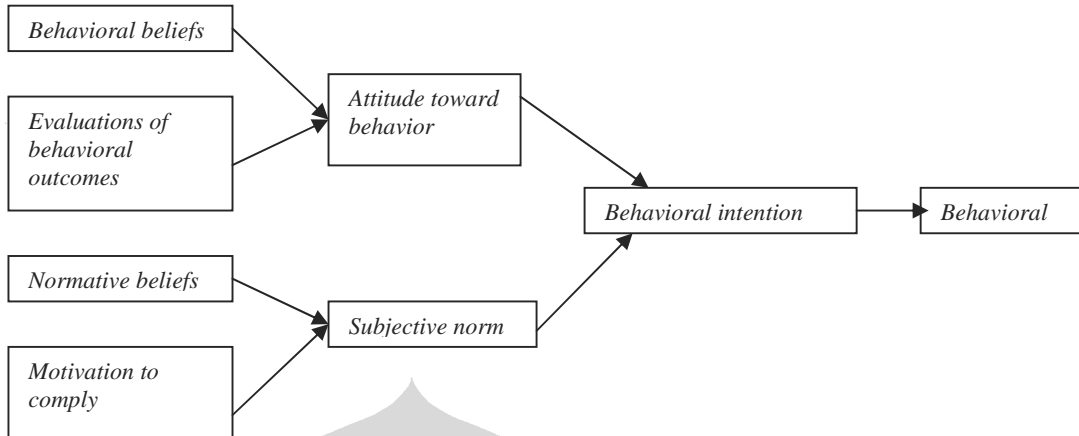 Behavioral beliefs
Evaluations of
behavioral
outcomes
Attitude toward
behavior
Behavioral intention
Behavioral
Normative beliefs
Motivation to
comply
Subjective norm